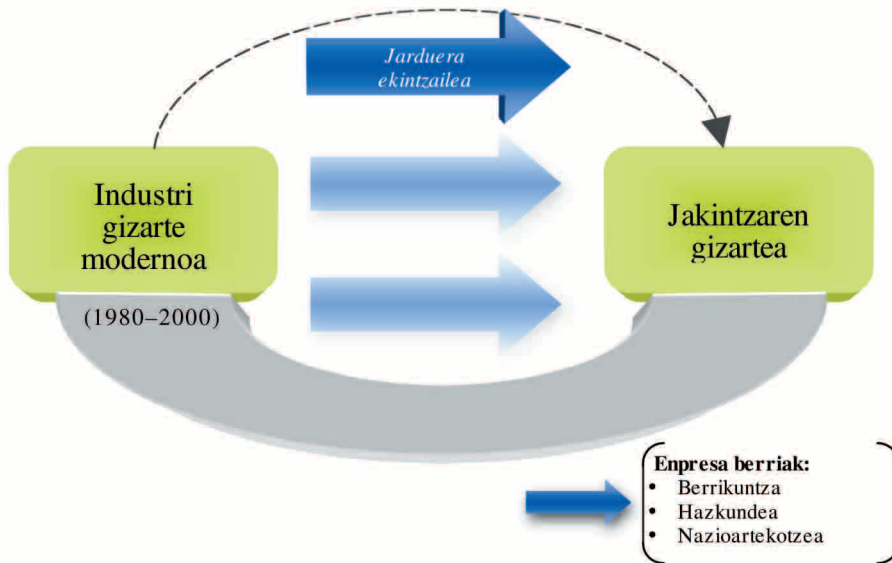 Jarduera
ekintzailea
Industri
gizarte
modernoa
(1980–2000)
Jakintzaren
gizartea
Enpresa berriak:
• Berrikuntza
• Hazkundea
• Nazioartekotzea